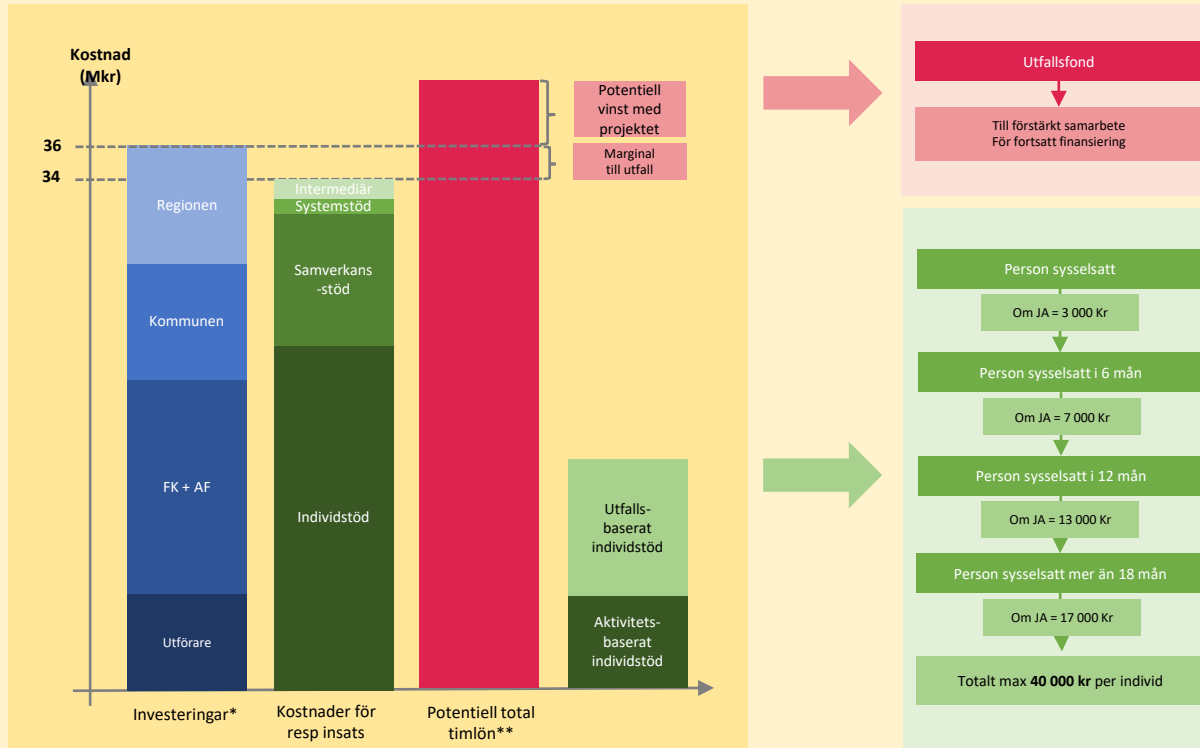 Kostnad
(Mkr)
36
34
Regionen
Kommunen
FK + AF
Utförare
Intermediär
Systemstöd
Samverkans
-stöd
Individstöd
Potentiell
vinst med
projektet
Marginal
till utfall
Utfalls-
baserat
individstöd
Aktivitets-
baserat
individstöd
Investeringar*
Kostnader för
resp insats
Potentiell total
timlön**
Utfallsfond
Till förstärkt samarbete
För fortsatt finansiering
Person sysselsatt
Om JA = 3 000 Kr
Person sysselsatt i 6 mån
Om JA = 7 000 Kr
Person sysselsatt i 12 mån
Om JA = 13 000 Kr
Person sysselsatt mer än 18 mån
Om JA = 17 000 Kr
Totalt max 40 000 kr per individ